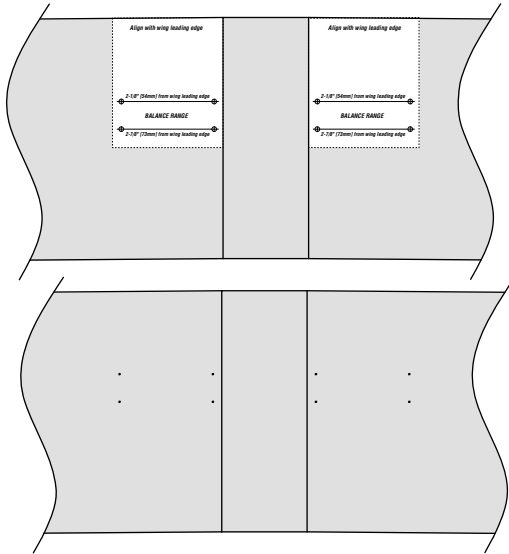 Align with wing leading edge
2-1/8" [54mm] from wing leading edge
BALANCE RANGE
2-7/8" [73mm] from wing leading edge
Align with wing leading edge
2-1/8" [54mm] from wing leading edge
BALANCE RANGE
2-7/8" [73mm] from wing leading edge